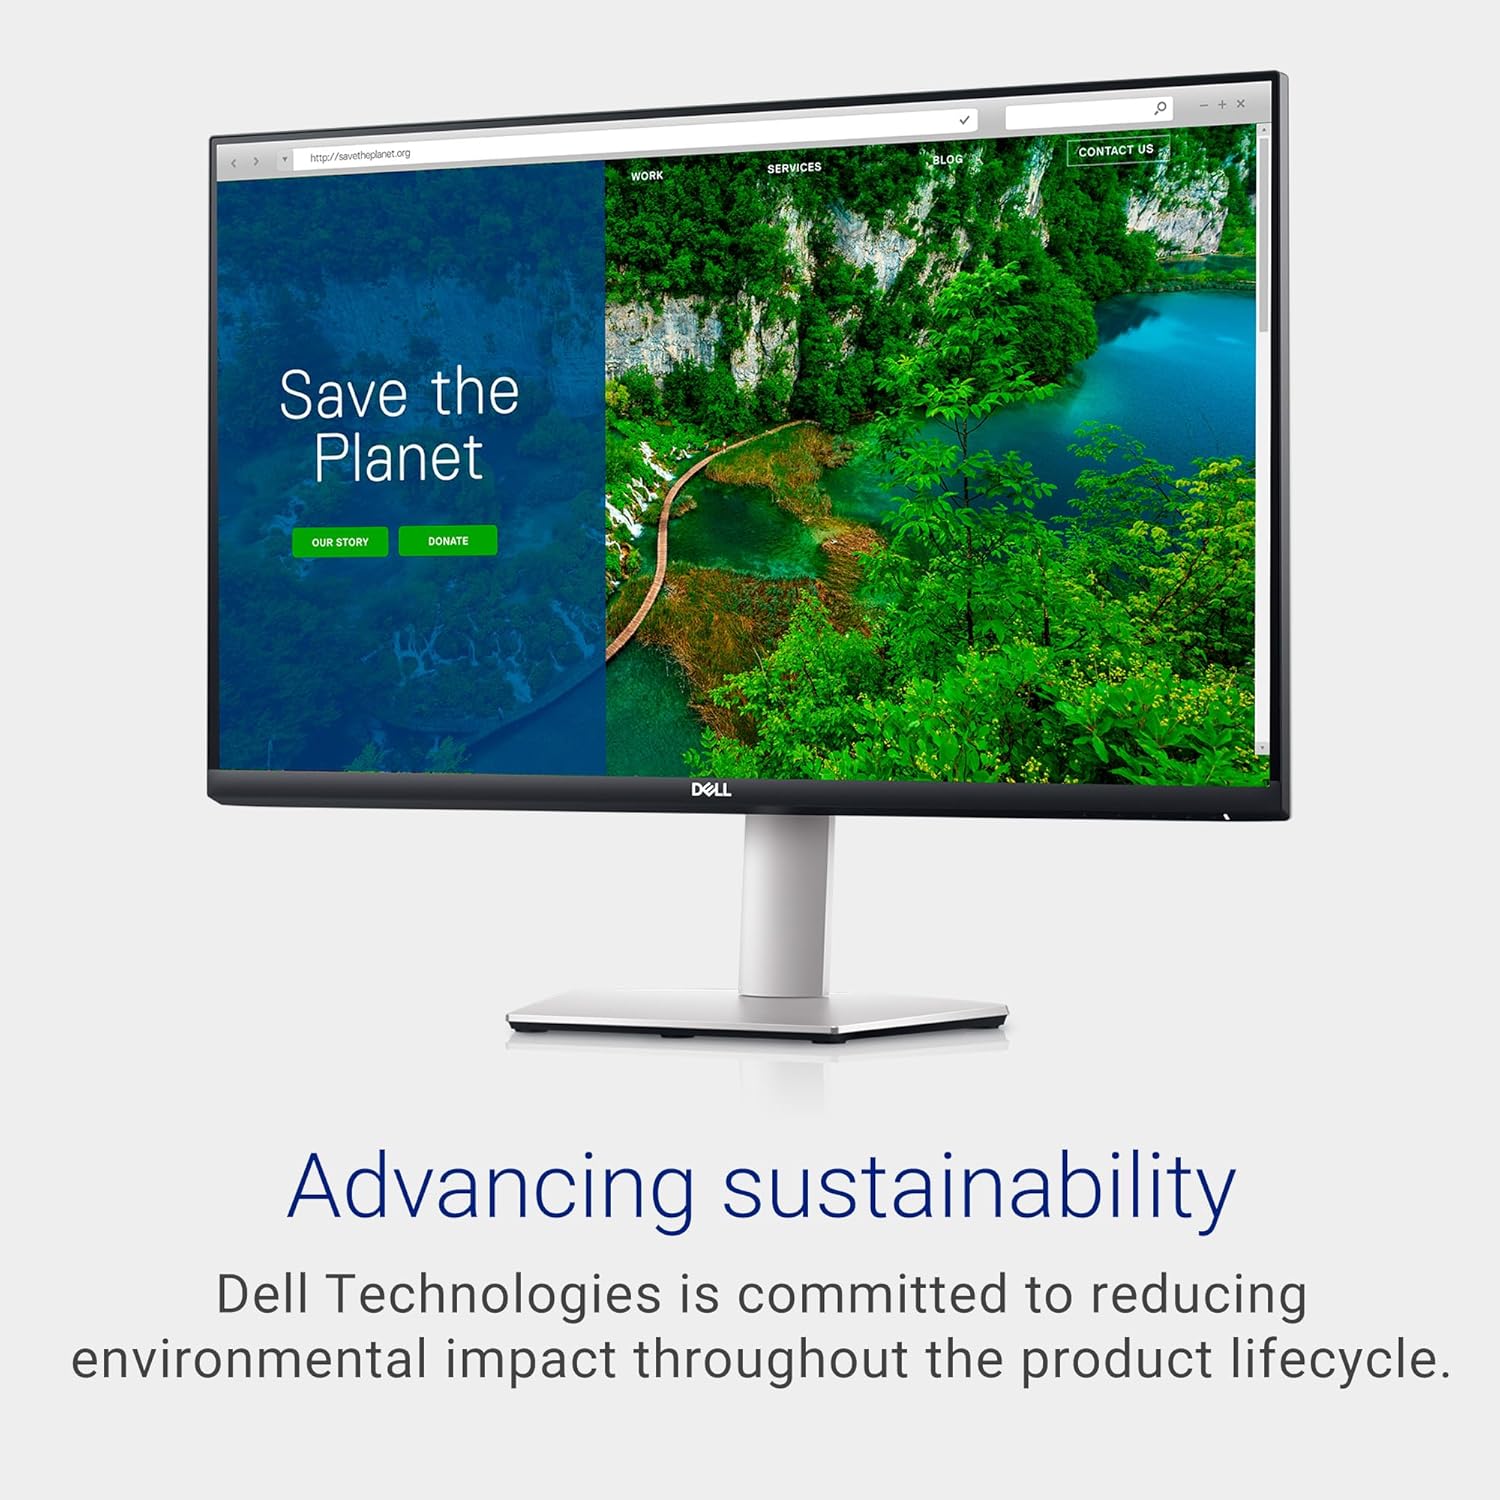 http://savetheplanet.org
WORK
SERVICES
BLOG
CONTACT US
Save the
Planet
OUR STORY
DONATE
DELL
Advancing sustainability
Dell Technologies is committed to reducing
environmental impact throughout the product lifecycle.